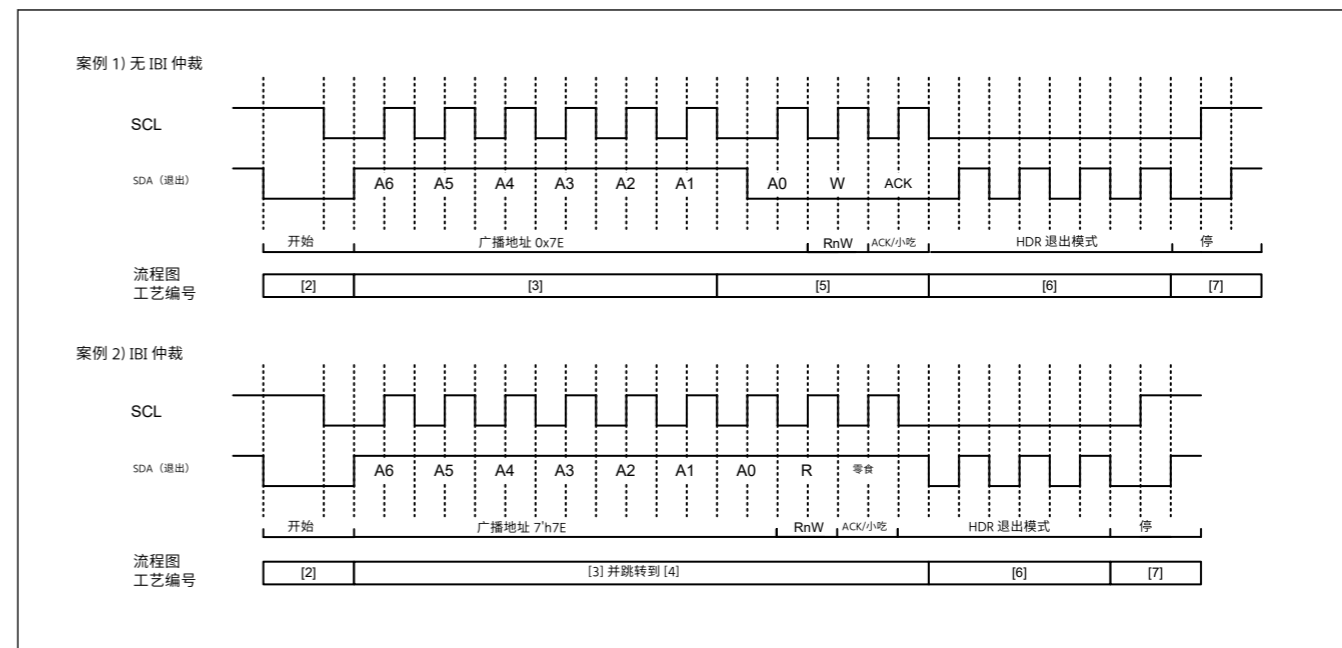 案例 1) 无 IBI 仲裁
SCL
SDA（退出）
A6 A5 A4 A3 A2 A1 A0 W ACK
开始 广播地址 0x7E RnW ACK/小吃 HDR 退出模式 停
流程图
工艺编号
[2] [3] [5] [6] [7]
案例 2) IBI 仲裁
SCL
SDA（退出）
A6 A5 A4 A3 A2 A1 A0 R 零食
开始 广播地址 7'h7E RnW ACK/小吃 HDR 退出模式 停
流程图
工艺编号
[2] [3] 并跳转到 [4] [6] [7]